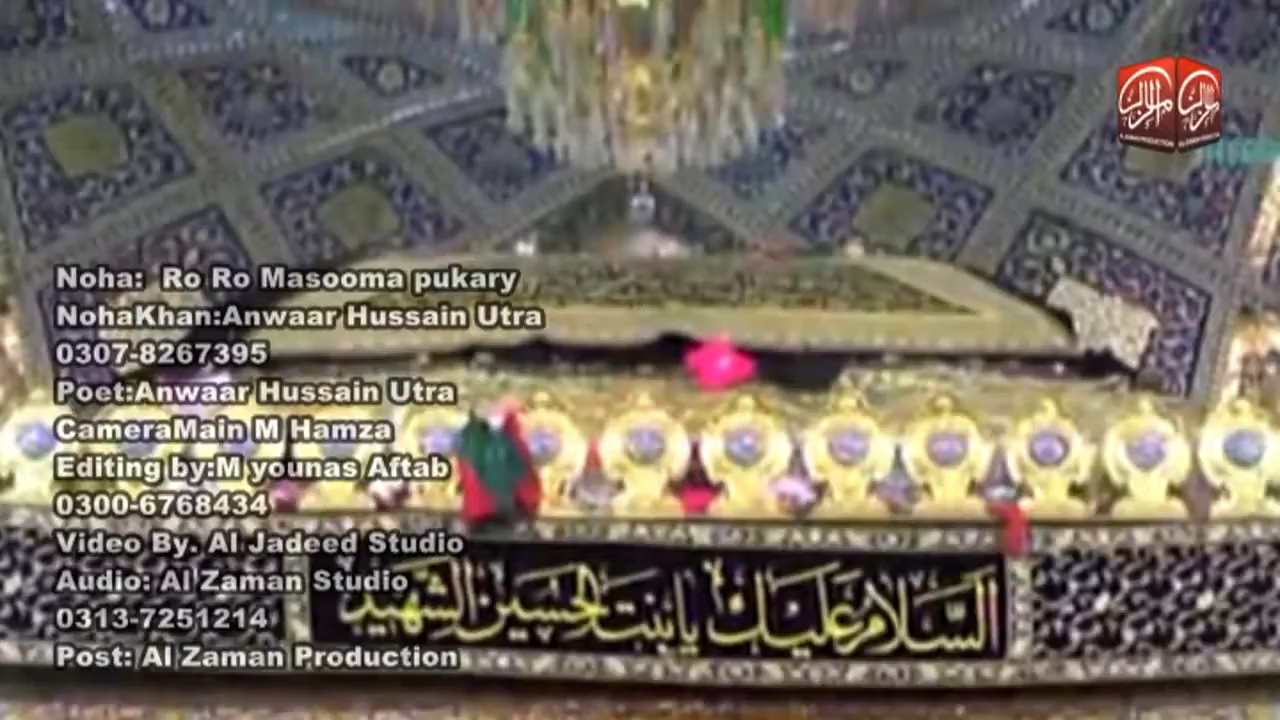 Noha: Ro Ro Masooma pukary
NohaKhan:Anwaar Hussain Utra
0307-8267395
Poet:Anwaar Hussain Utra
CameraMain M Hamza
Editing by:M younas Aftab
0300-6768434
Video By. Al Jadeed Studio
Audio: Al Zaman Studio
0313-7251214
Post: Al Zaman Production
السلام عليك يا بنت الحسين الشهيد